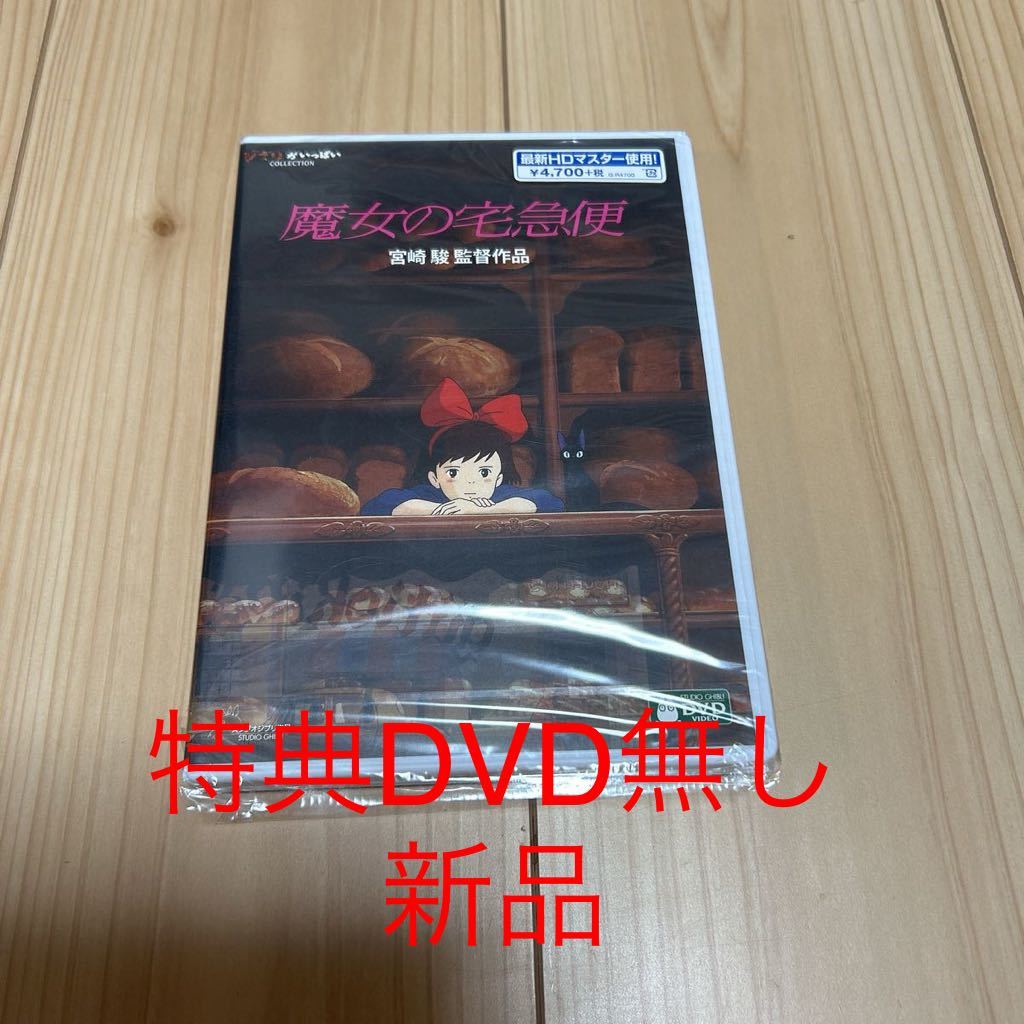 ジブリがいっぱい
COLLECTION
最新HDマスター使用!
¥4,700+税
魔女の宅急便
宮崎 駿 監督作品
STUDIO GHIBLI
DVD
VIDEO
STUDIO
特典DVD無し
新品